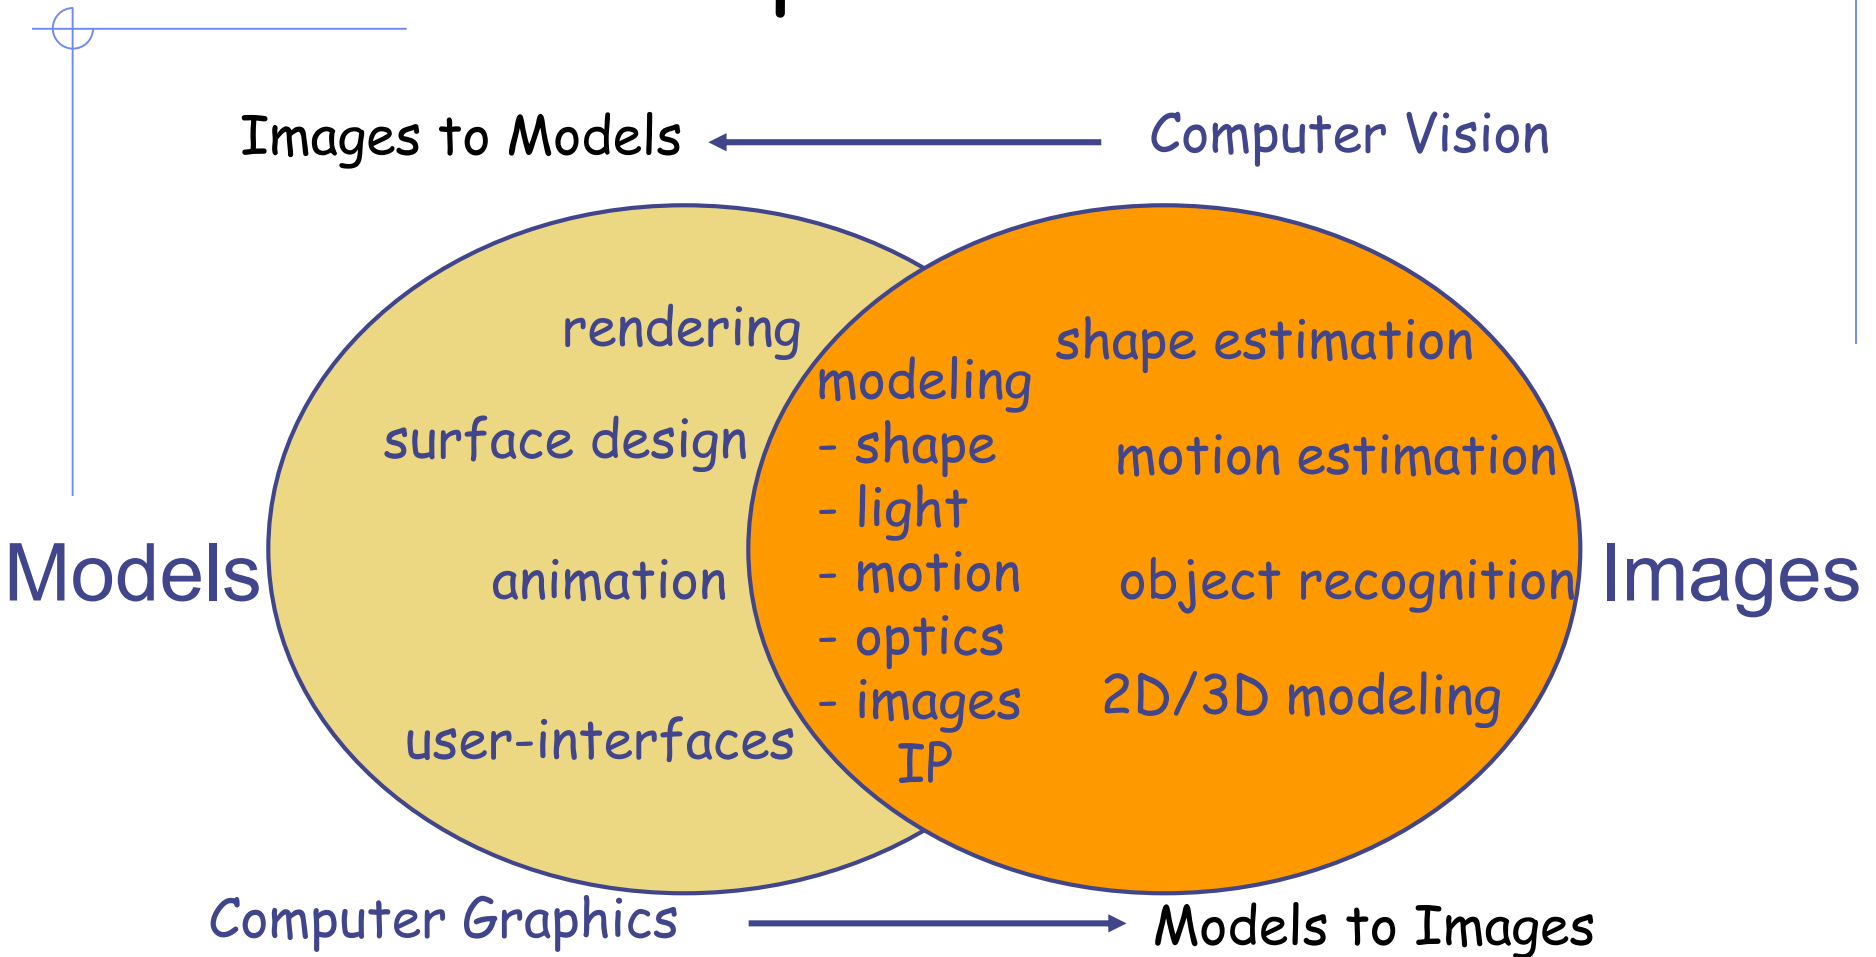 Images to Models
Computer Vision
rendering
surface design
animation
user-interfaces
modeling
- shape
- light
- motion
- optics
- images
IP
shape estimation
motion estimation
object recognition
2D/3D modeling
Models
Images
Computer Graphics
Models to Images